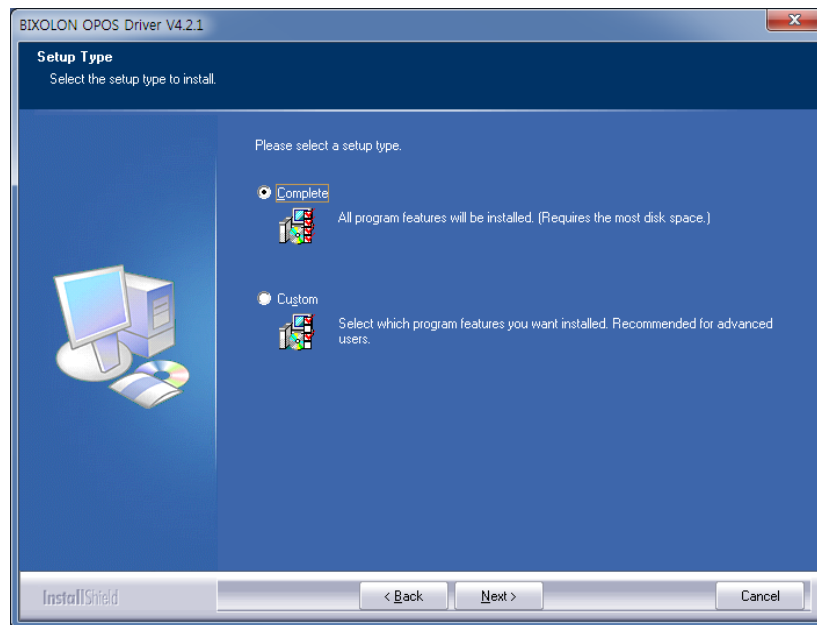 BIXOLON OPOS Driver V4.2.1
Setup Type
Select the setup type to install.
Please select a setup type.
Complete
All program features will be installed. (Requires the most disk space.)
Custom
Select which program features you want installed. Recommended for advanced
users.
InstallShield
< Back
Next >
Cancel